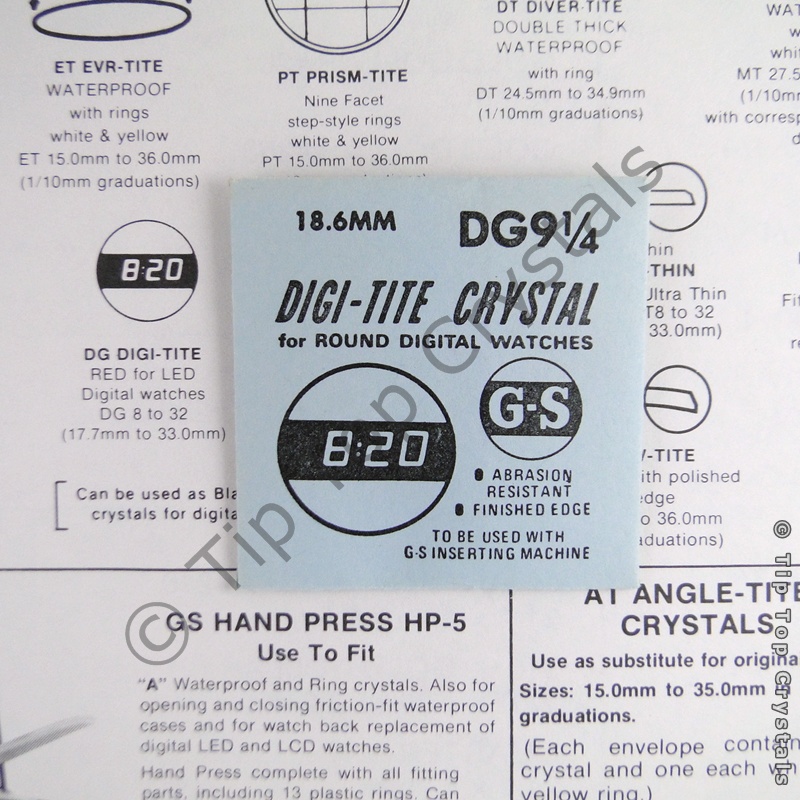 ET EVR-TITE
WATERPROOF
with rings
white & yellow
ET 15.0mm to 36.0mm
(1/10mm graduations)
PT PRISM-TITE
Nine Facet
step-style rings
white & yellow
PT 15.0mm to 36.0mm
DT DIVER-TITE
DOUBLE THICK
WATERPROOF
with ring
DT 24.5mm to 34.9mm
(1/10mm graduations)
MT 27.5
(1/10mm
with
8:20
DG DIGI-TITE
RED for LED
Digital watches
DG 8 to 32
(17.7mm to 33.0mm)
Can be used as
crystals for
18.6MM
DG9¼
DIGI-TITE CRYSTAL
for ROUND DIGITAL WATCHES
8:20
G-S
● ABRASION
RESISTANT
● FINISHED EDGE
TO BE USED WITH
G-S INSERTING MACHINE
THIN
Ultra Thin
T8 to 32
33.0mm)
-TITE
with polished
edge
to 36.0mm
GS HAND PRESS HP-5
Use To Fit
"A" Waterproof and Ring crystals. Also for
opening and closing friction-fit waterproof
cases and for watch back replacement of
digital LED and LCD watches.
Hand Press complete with all fitting
parts, including 13 plastic rings. Can
AT ANGLE-TITE
CRYSTALS
Use as substitute for
Sizes: 15.0mm to 35.0mm
graduations.
(Each envelope
crystal and one each
yellow ring.)
© Tip Top Crystals
© Tip Top Crystals